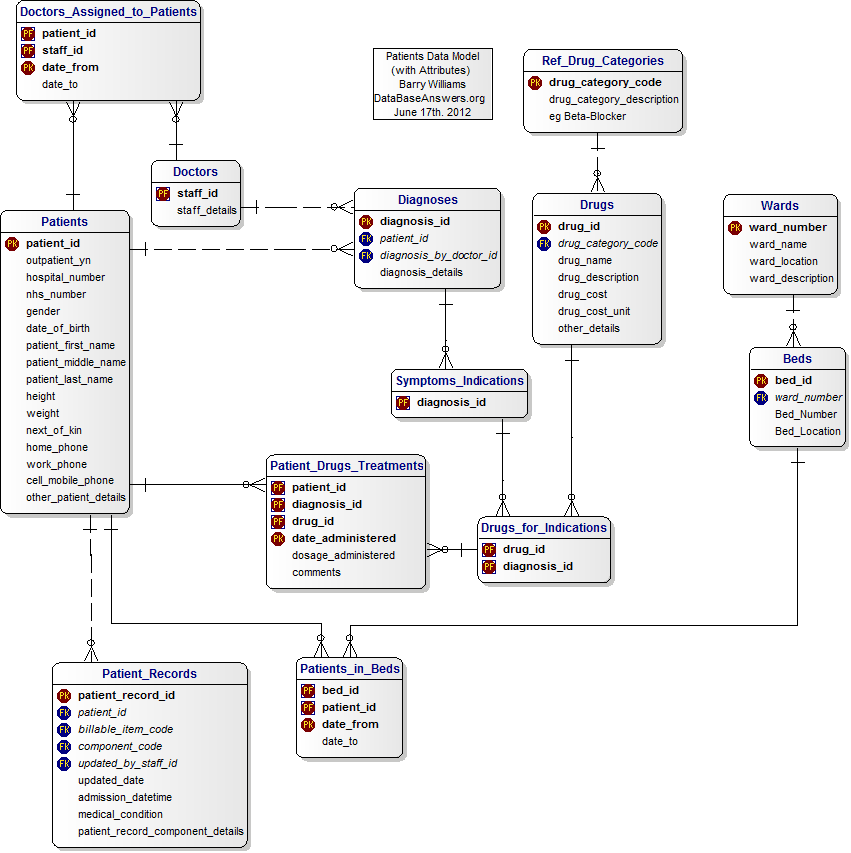 Doctors_Assigned_to_Patients
PF patient_id
PF staff_id
PK date_from
date_to
Patients Data Model
(with Attributes)
Barry Williams
DataBaseAnswers.org
June 17th. 2012
Ref_Drug_Categories
PK drug_category_code
drug_category_description
eg Beta-Blocker
Doctors
PF staff_id
staff_details
Diagnoses
PK diagnosis_id
FK patient_id
FK diagnosis_by_doctor_id
diagnosis_details
Drugs
PK drug_id
FK drug_category_code
drug_name
drug_description
drug_cost
drug_cost_unit
other_details
Wards
PK ward_number
ward_name
ward_location
ward_description
Patients
PK patient_id
outpatient_yn
hospital_number
nhs_number
gender
date_of_birth
patient_first_name
patient_middle_name
patient_last_name
height
weight
next_of_kin
home_phone
work_phone
cell_mobile_phone
other_patient_details
Beds
PK bed_id
FK ward_number
Bed_Number
Bed_Location
Symptoms_Indications
PF diagnosis_id
Patient_Drugs_Treatments
PF patient_id
PF diagnosis_id
PF drug_id
PK date_administered
dosage_administered
comments
Drugs_for_Indications
PF drug_id
PF diagnosis_id
Patient_Records
PK patient_record_id
FK patient_id
FK billable_item_code
FK component_code
FK updated_by_staff_id
updated_date
admission_datetime
medical_condition
patient_record_component_details
Patients_in_Beds
PF bed_id
PF patient_id
PK date_from
date_to